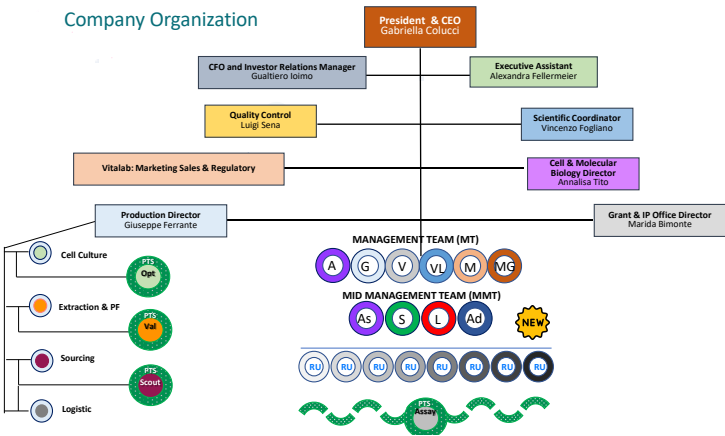 Company Organization
President & CEO
Gabriella Colucci
CFO and Investor Relations Manager
Gualtiero Ioimo
Executive Assistant
Alexandra Fellermeier
Quality Control
Luigi Sena
Scientific Coordinator
Vincenzo Fogliano
Vitalab: Marketing Sales & Regulatory
Cell & Molecular
Biology Director
Annalisa Tito
Production Director
Giuseppe Ferrante
Grant & IP Office Director
Marida Bimonte
MANAGEMENT TEAM (MT)
A G V VL M MG
MID MANAGEMENT TEAM (MMT)
As S L Ad
NEW
RU RU RU RU RU RU RU RU
PTS
Assay
Cell Culture
PTS
Opt
Extraction & PF
PTS
Val
Sourcing
PTS
Scout
Logistic